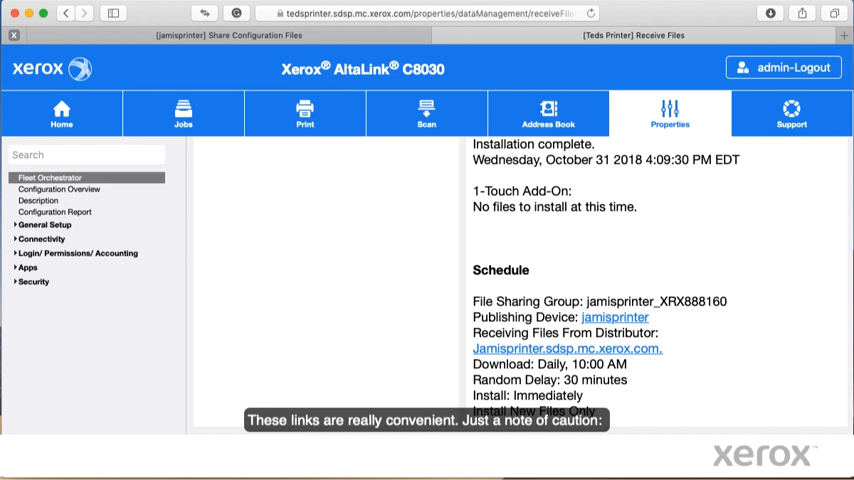 tedsprinter.sdsp.mc.xerox.com/properties/dataManagement/receiveFile
[jamisprinter] Share Configuration Files
[Teds Printer] Receive Files
xerox
Xerox® AltaLink® C8030
admin-Logout
Home
Jobs
Print
Scan
Address Book
Properties
Support
Search
Fleet Orchestrator
Configuration Overview
Description
Configuration Report
General Setup
Connectivity
Login/ Permissions/ Accounting
Apps
Security
Installation complete.
Wednesday, October 31 2018 4:09:30 PM EDT
1-Touch Add-On:
No files to install at this time.
Schedule
File Sharing Group: jamisprinter_XRX888160
Publishing Device: jamisprinter
Receiving Files From Distributor:
Jamisprinter.sdsp.mc.xerox.com.
Download: Daily, 10:00 AM
Random Delay: 30 minutes
Install: Immediately
Install New Files Only
These links are really convenient. Just a note of caution:
xerox™